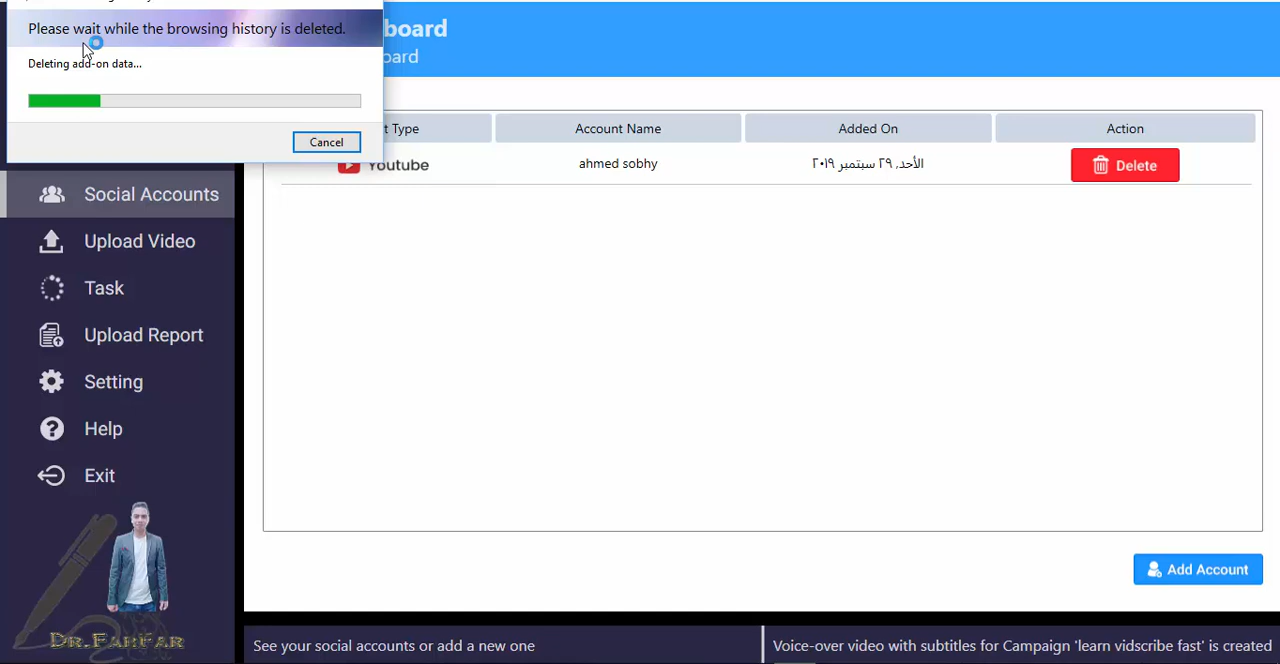 Please wait while the browsing history is deleted.
Deleting add-on data...
Cancel
board
oard
t Type
Account Name
Added On
Action
Youtube
ahmed sobhy
الأحد, ٢٩ سبتمبر ٢٠١٩
Delete
Social Accounts
Upload Video
Task
Upload Report
Setting
Help
Exit
Add Account
Dr.FarFar
See your social accounts or add a new one
Voice-over video with subtitles for Campaign 'learn vidscribe fast' is created